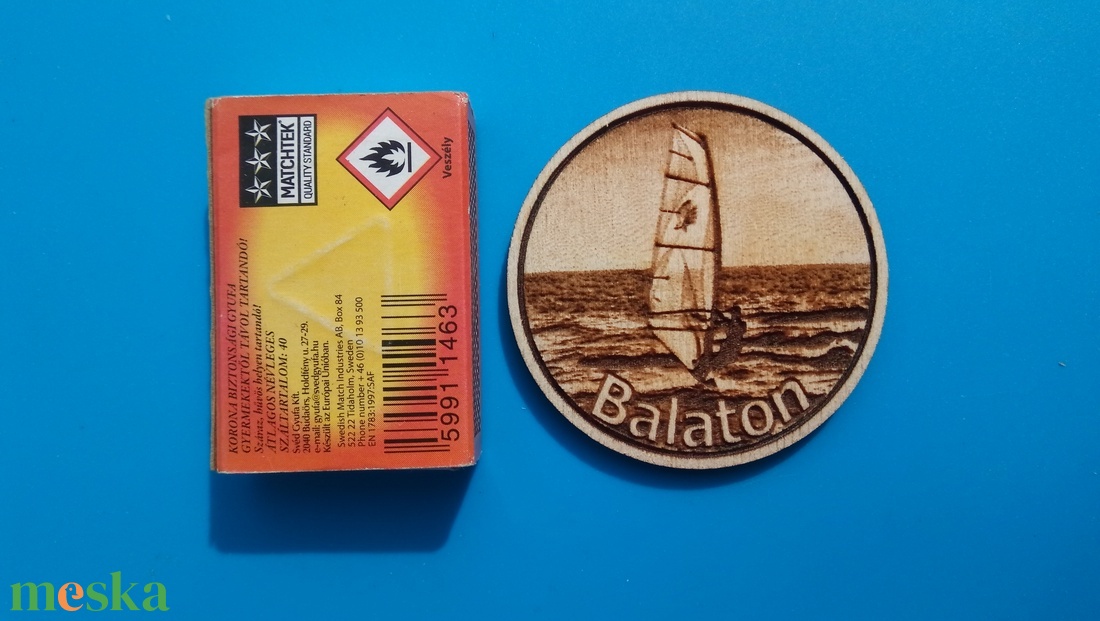 MATCHTEK
QUALITY STANDARD
Veszély
KORONA BIZTONSÁGI GYUFA
GYERMEKEKTŐL TÁVOL TARTANDÓ!
Száraz, hűvös helyen tartandó!
ÁTLAGOS NÉVLEGES
SZÁLTARTALOM: 40
Svéd Gyufa Kft.
2040 Budaörs, Holdfény u. 27-29.
e-mail: gyufa@svedgyufa.hu
Készült az Európai Unióban.
Swedish Match Industries AB, Box 84
522 22 Tidaholm, Sweden
Phone number + 46 (0)10 13 93 500
EN 1783:1997:SAF
5991 1463
Balaton
meska